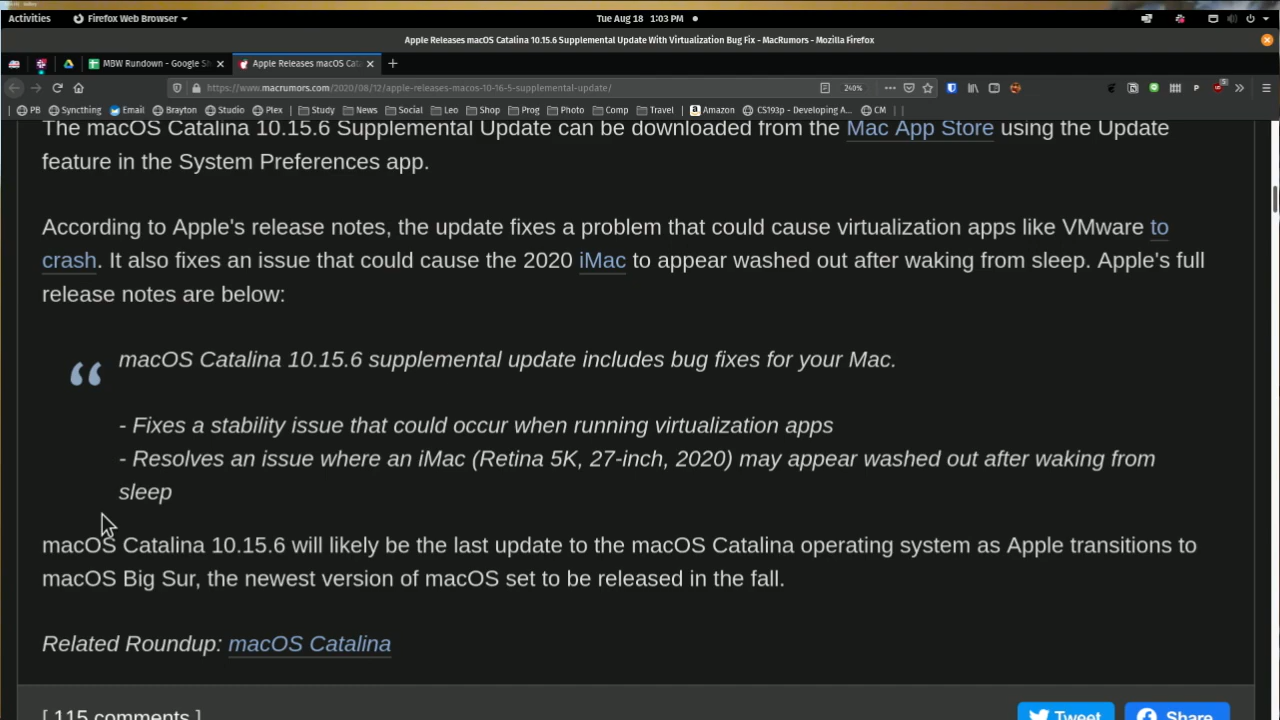 Activities
Firefox Web Browser
Tue Aug 18 1:03 PM
Apple Releases macOS Catalina 10.15.6 Supplemental Update With Virtualization Bug Fix - MacRumors - Mozilla Firefox
MBW Rundown - Google Sh
Apple Releases macOS Cata
https://www.macrumors.com/2020/08/12/apple-releases-macos-10-16-5-supplemental-update/
240%
PB Syncthing Email Brayton Studio Plex Study News Social Leo Shop Prog Photo Comp Travel Amazon CS193p - Developing A... CM
The macOS Catalina 10.15.6 Supplemental Update can be downloaded from the Mac App Store using the Update
feature in the System Preferences app.
According to Apple's release notes, the update fixes a problem that could cause virtualization apps like VMware to
crash. It also fixes an issue that could cause the 2020 iMac to appear washed out after waking from sleep. Apple's full
release notes are below:
“ macOS Catalina 10.15.6 supplemental update includes bug fixes for your Mac.
- Fixes a stability issue that could occur when running virtualization apps
- Resolves an issue where an iMac (Retina 5K, 27-inch, 2020) may appear washed out after waking from
sleep
macOS Catalina 10.15.6 will likely be the last update to the macOS Catalina operating system as Apple transitions to
macOS Big Sur, the newest version of macOS set to be released in the fall.
Related Roundup: macOS Catalina
[ 115 comments ]
Tweet
Share